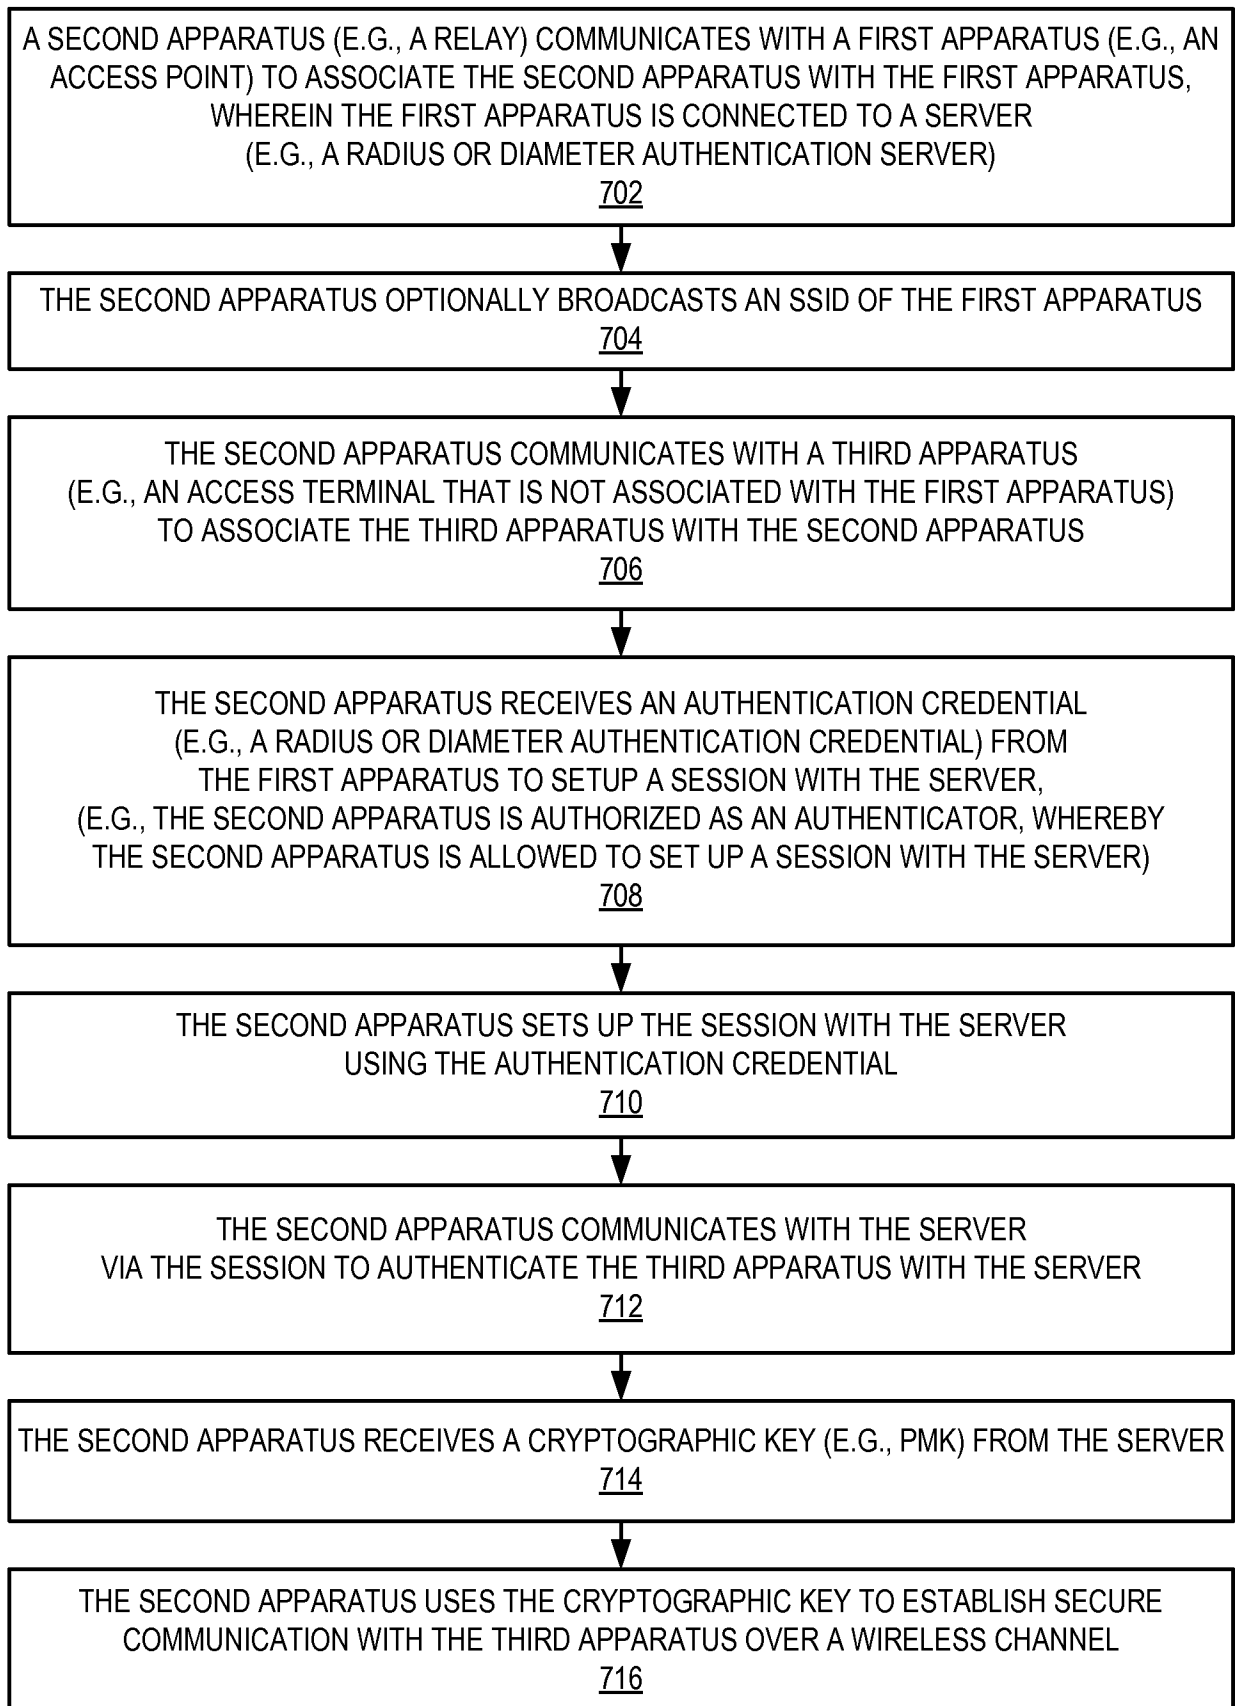 A SECOND APPARATUS (E.G., A RELAY) COMMUNICATES WITH A FIRST APPARATUS (E.G., AN
ACCESS POINT) TO ASSOCIATE THE SECOND APPARATUS WITH THE FIRST APPARATUS,
WHEREIN THE FIRST APPARATUS IS CONNECTED TO A SERVER
(E.G., A RADIUS OR DIAMETER AUTHENTICATION SERVER)
702
THE SECOND APPARATUS OPTIONALLY BROADCASTS AN SSID OF THE FIRST APPARATUS
704
THE SECOND APPARATUS COMMUNICATES WITH A THIRD APPARATUS
(E.G., AN ACCESS TERMINAL THAT IS NOT ASSOCIATED WITH THE FIRST APPARATUS)
TO ASSOCIATE THE THIRD APPARATUS WITH THE SECOND APPARATUS
706
THE SECOND APPARATUS RECEIVES AN AUTHENTICATION CREDENTIAL
(E.G., A RADIUS OR DIAMETER AUTHENTICATION CREDENTIAL) FROM
THE FIRST APPARATUS TO SETUP A SESSION WITH THE SERVER,
(E.G., THE SECOND APPARATUS IS AUTHORIZED AS AN AUTHENTICATOR, WHEREBY
THE SECOND APPARATUS IS ALLOWED TO SET UP A SESSION WITH THE SERVER)
708
THE SECOND APPARATUS SETS UP THE SESSION WITH THE SERVER
USING THE AUTHENTICATION CREDENTIAL
710
THE SECOND APPARATUS COMMUNICATES WITH THE SERVER
VIA THE SESSION TO AUTHENTICATE THE THIRD APPARATUS WITH THE SERVER
712
THE SECOND APPARATUS RECEIVES A CRYPTOGRAPHIC KEY (E.G., PMK) FROM THE SERVER
714
THE SECOND APPARATUS USES THE CRYPTOGRAPHIC KEY TO ESTABLISH SECURE
COMMUNICATION WITH THE THIRD APPARATUS OVER A WIRELESS CHANNEL
716